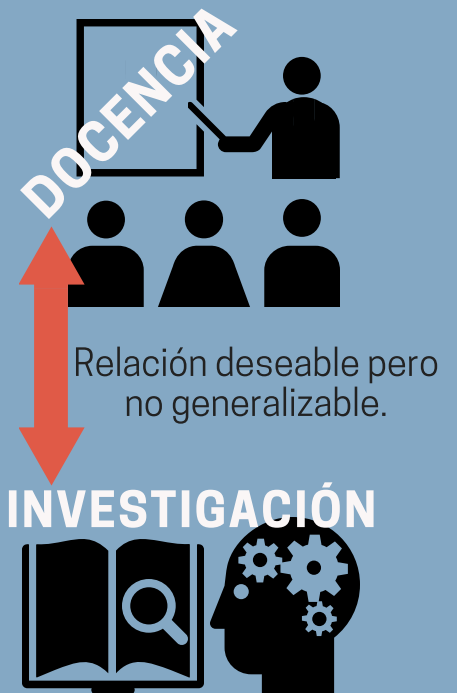 DOCENCIA
Relación deseable pero
no generalizable.
INVESTIGACIÓN